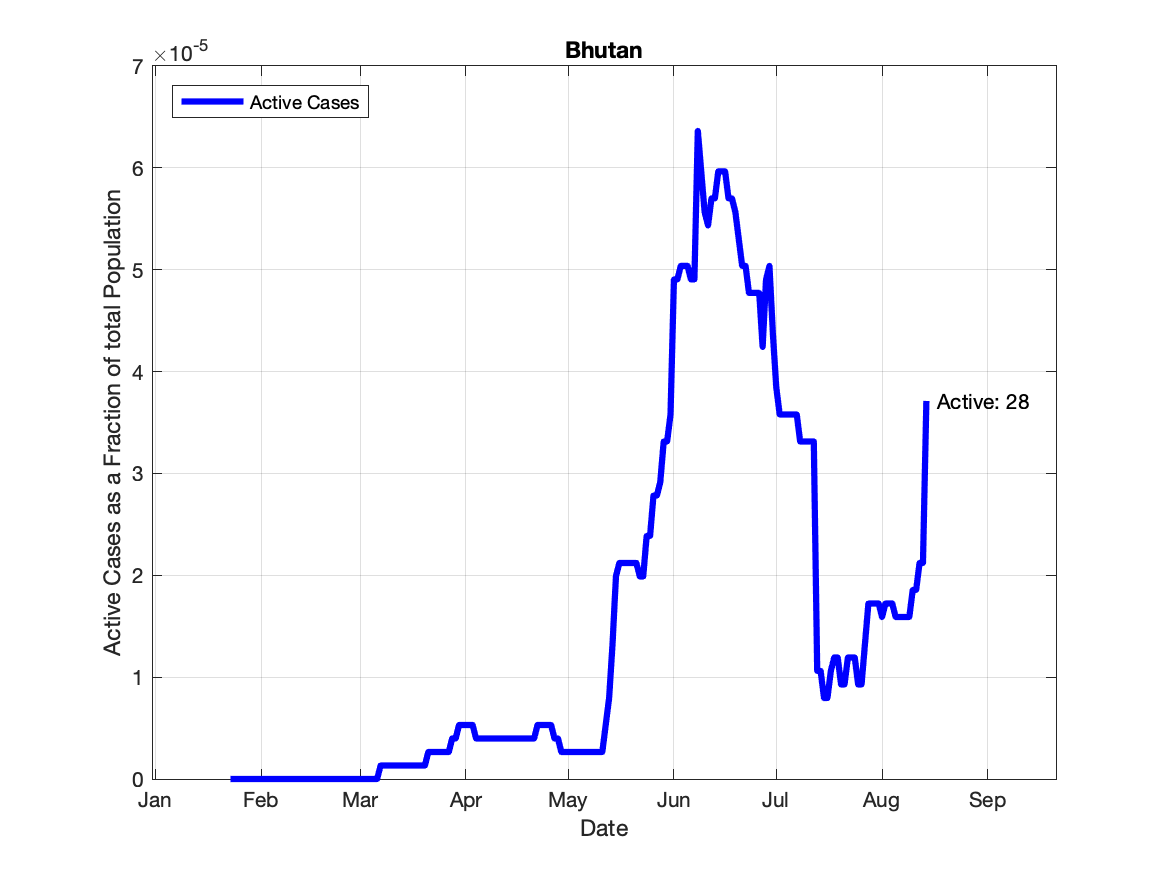 Bhutan
×10-5
Active Cases
7
6
5
4
3
2
1
0
Active Cases as a Fraction of total Population
Active: 28
Jan Feb Mar Apr May Jun Jul Aug Sep
Date